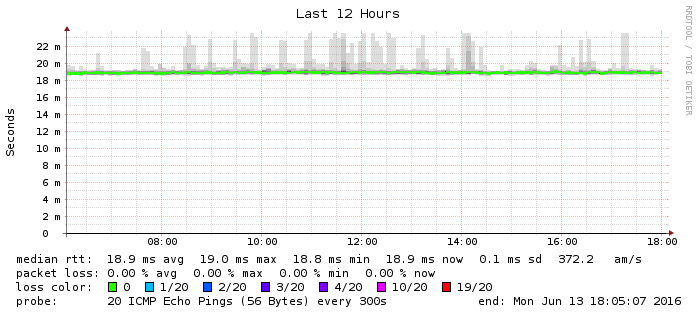 Last 12 Hours
RRDTOOL / TOBI OETIKER
Seconds
22 m
20 m
18 m
16 m
14 m
12 m
10 m
8 m
6 m
4 m
2 m
0
08:00 10:00 12:00 14:00 16:00 18:00
median rtt: 18.9 ms avg 19.0 ms max 18.8 ms min 18.9 ms now 0.1 ms sd 372.2 am/s
packet loss: 0.00 % avg 0.00 % max 0.00 % min 0.00 % now
loss color: 0 1/20 2/20 3/20 4/20 10/20 19/20
probe: 20 ICMP Echo Pings (56 Bytes) every 300s end: Mon Jun 13 18:05:07 2016